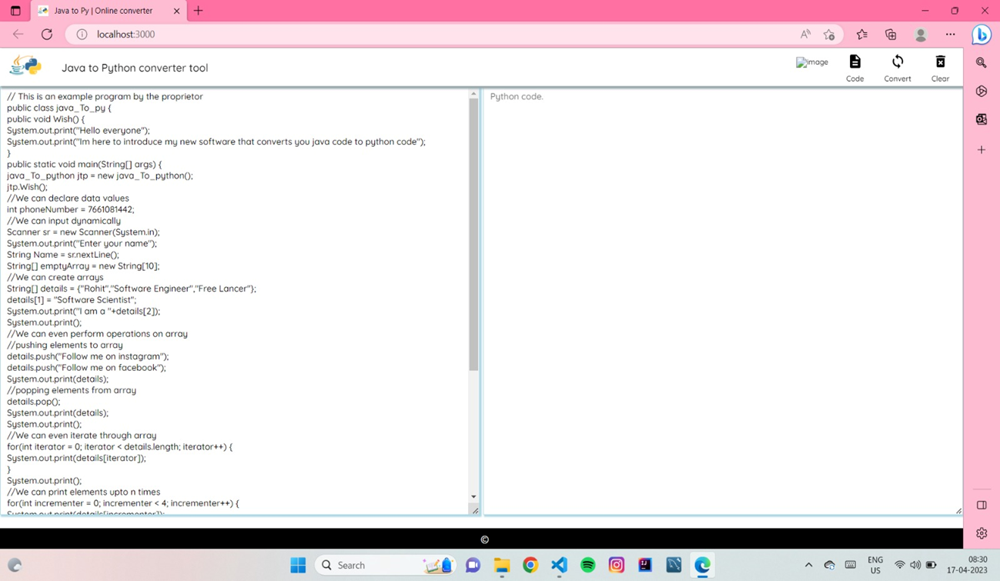 Java to Py | Online converter
localhost:3000
Java to Python converter tool
image
Code
Convert
Clear
// This is an example program by the proprietor
public class java_To_py {
public void Wish() {
System.out.print("Hello everyone");
System.out.print("Im here to introduce my new software that converts you java code to python code");
}
public static void main(String[] args) {
java_To_python jtp = new java_To_python();
jtp.Wish();
//We can declare data values
int phoneNumber = 7661081442;
//We can input dynamically
Scanner sr = new Scanner(System.in);
System.out.print("Enter your name");
String Name = sr.nextLine();
String[] emptyArray = new String[10];
//We can create arrays
String[] details = {"Rohit","Software Engineer","Free Lancer"};
details[1] = "Software Scientist";
System.out.print("I am a "+details[2]);
System.out.print();
//We can even perform operations on array
//pushing elements to array
details.push("Follow me on instagram");
details.push("Follow me on facebook");
System.out.print(details);
//popping elements from array
details.pop();
System.out.print(details);
System.out.print();
//We can even iterate through array
for(int iterator = 0; iterator < details.length; iterator++) {
System.out.print(details[iterator]);
}
System.out.print();
//We can print elements upto n times
for(int incrementer = 0; incrementer < 4; incrementer++) {
System.out.print(details[incrementer]);
Python code.
©
Search
ENG
US
08:30
17-04-2023